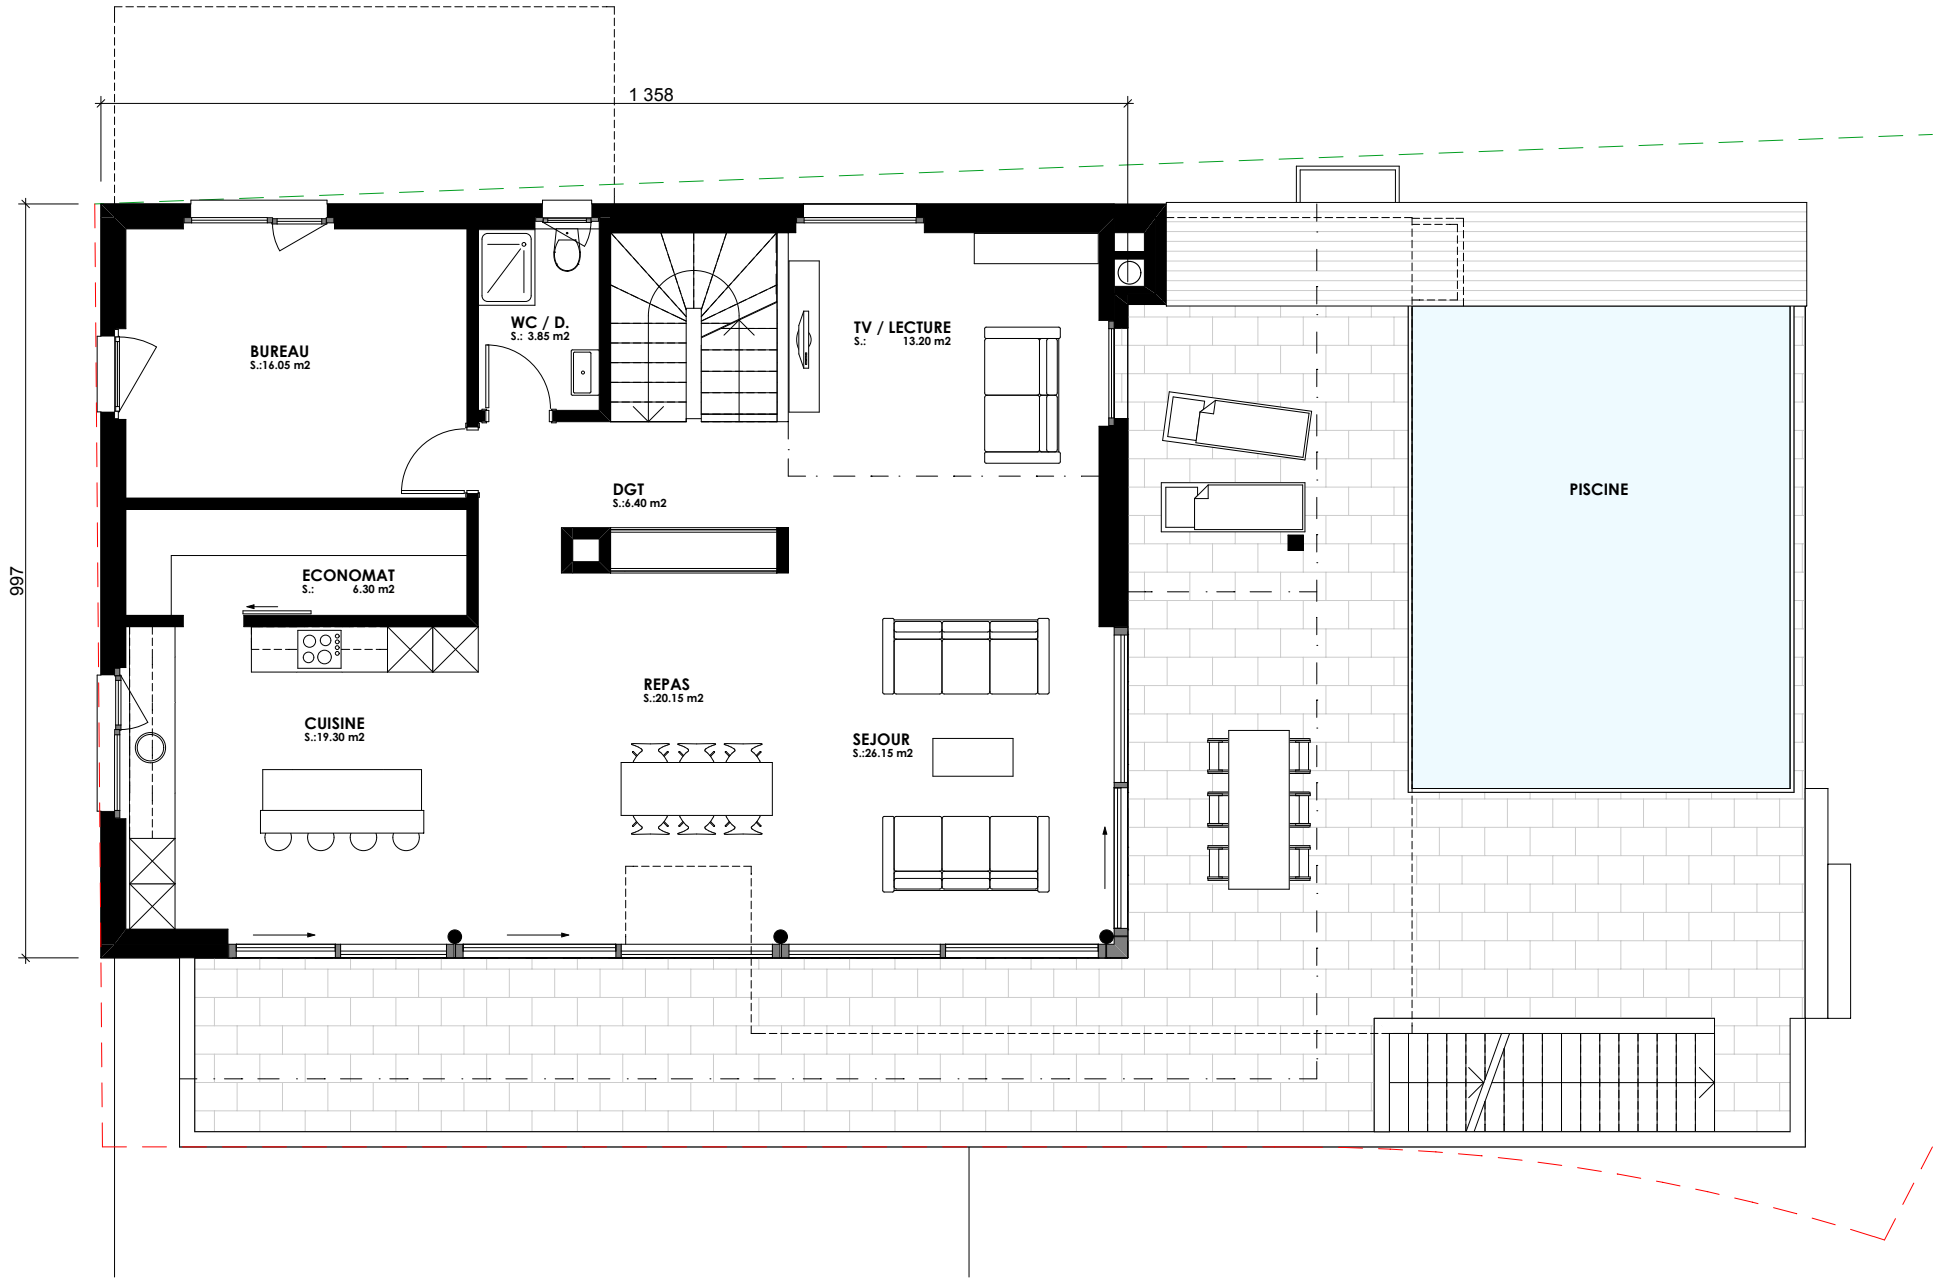 1 358
997
BUREAU
S.:16.05 m2
WC / D.
S.: 3.85 m2
TV / LECTURE
S.: 13.20 m2
DGT
S.:6.40 m2
PISCINE
ECONOMAT
S.: 6.30 m2
REPAS
S.:20.15 m2
CUISINE
S.:19.30 m2
SEJOUR
S.:26.15 m2